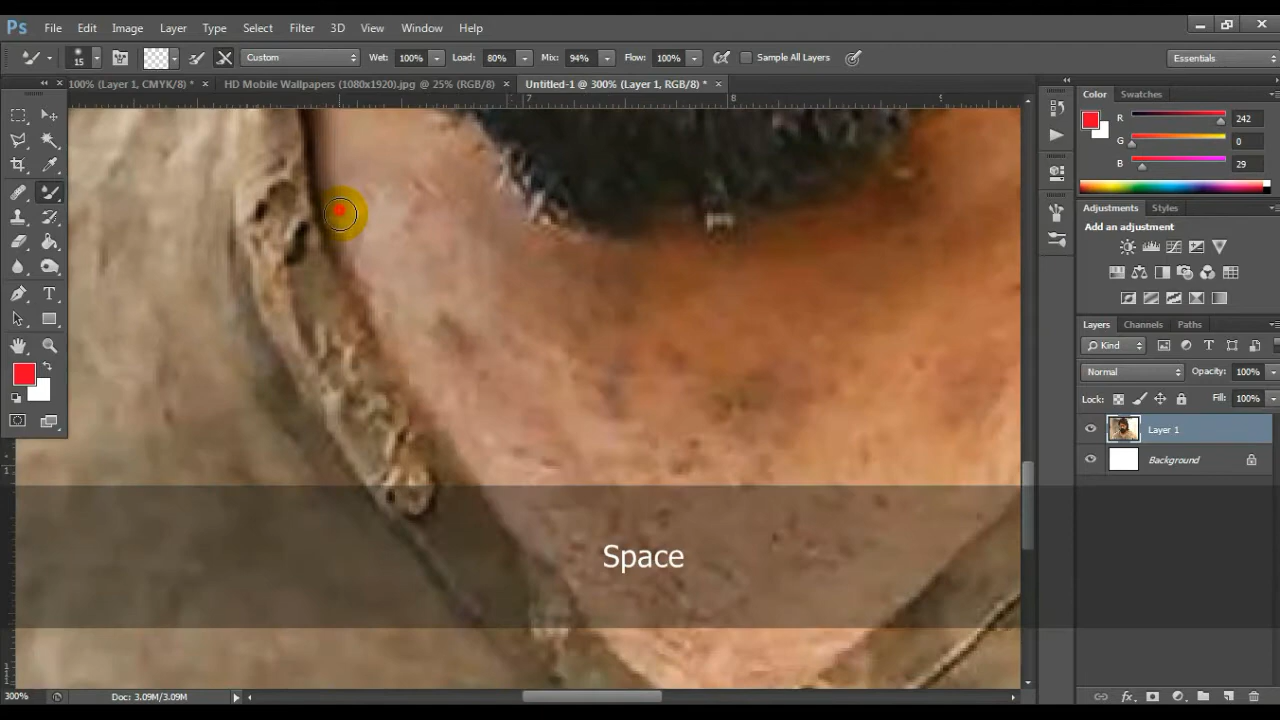 Ps File Edit Image Layer Type Select Filter 3D View Window Help
15 Custom Wet: 100% Load: 80% Mix: 94% Flow: 100% Sample All Layers Essentials
100% (Layer 1, CMYK/8) * × HD Mobile Wallpapers (1080x1920).jpg @ 25% (RGB/8) × Untitled-1 @ 300% (Layer 1, RGB/8) * ×
7 8
Color Swatches
R 242
G 0
B 29
Adjustments Styles
Add an adjustment
Layers Channels Paths
Kind
Normal Opacity: 100%
Lock: Fill: 100%
Layer 1
Background
Space
300% Doc: 3.09M/3.09M